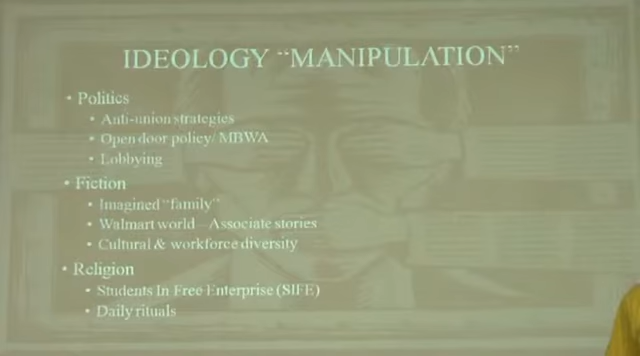 IDEOLOGY “MANIPULATION”
• Politics
• Anti-union strategies
• Open door policy/ MBWA
• Lobbying
• Fiction
• Imagined “family”
• Walmart world – Associate stories
• Cultural & workforce diversity
• Religion
• Students In Free Enterprise (SIFE)
• Daily rituals